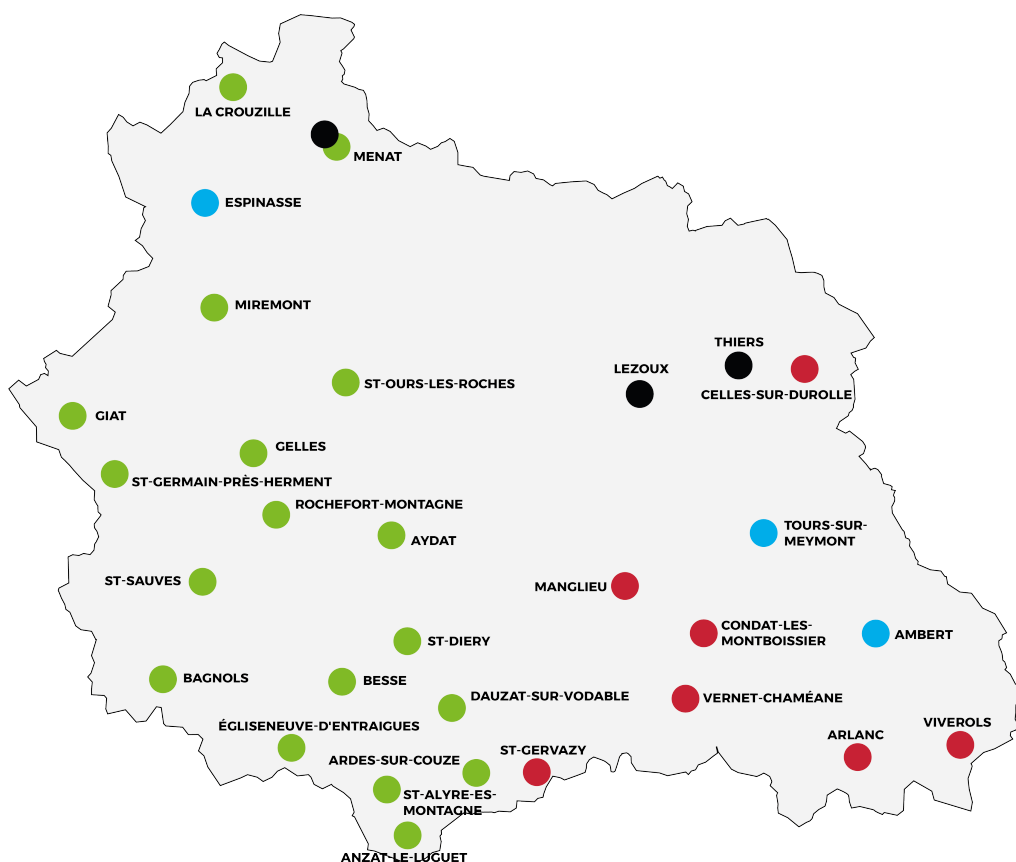 LA CROUZILLE
MENAT
ESPINASSE
MIREMONT
THIERS
LEZOUX
ST-OURS-LES-ROCHES
CELLES-SUR-DUROLLE
GIAT
GELLES
ST-GERMAIN-PRÈS-HERMENT
ROCHEFORT-MONTAGNE
TOURS-SUR-
MEYMONT
AYDAT
ST-SAUVES
MANGLIEU
CONDAT-LES-
MONTBOISSIER
AMBERT
ST-DIERY
BAGNOLS
BESSE
DAUZAT-SUR-VODABLE
VERNET-CHAMÉANE
ÉGLISENEUVE-D'ENTRAIGUES
VIVEROLS
ARLANC
ST-GERVAZY
ARDES-SUR-COUZE
ST-ALYRE-ES-
MONTAGNE
ANZAT-LE-LUGUET